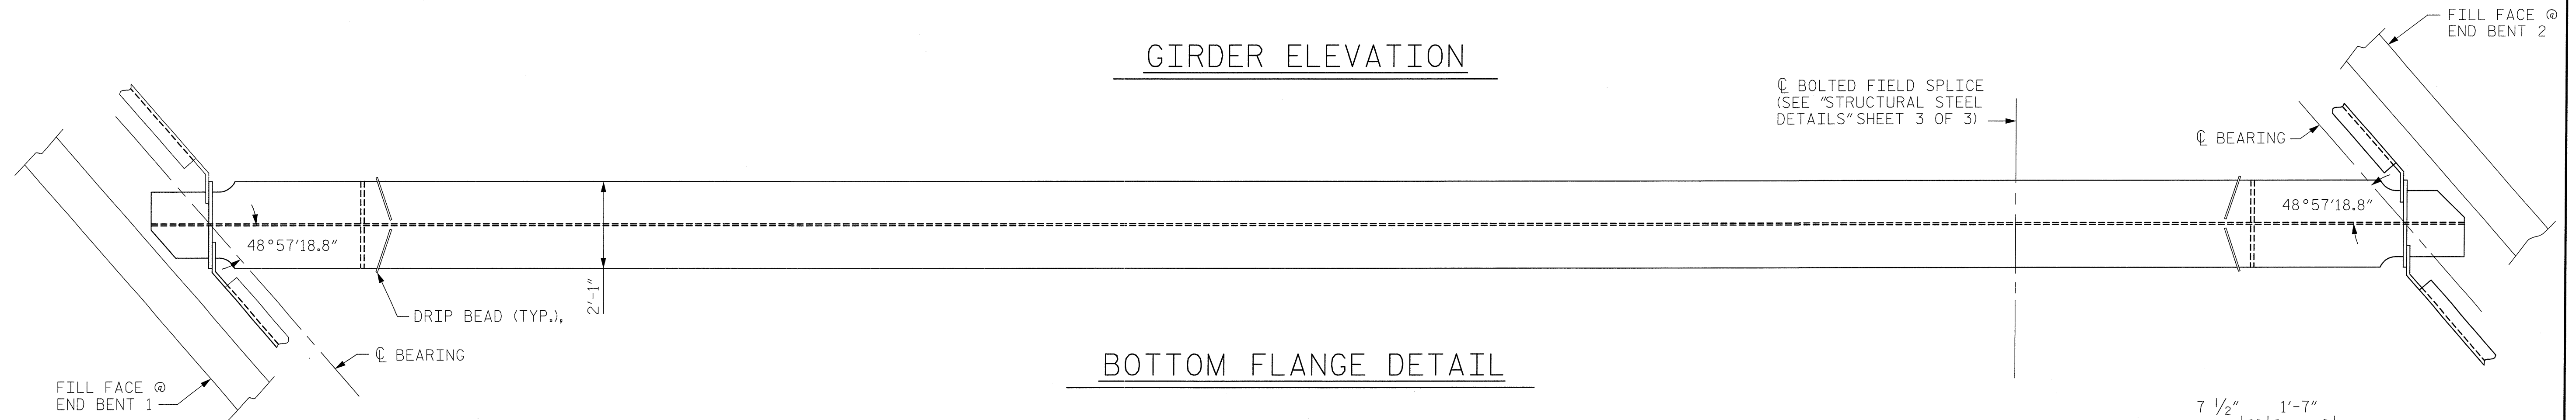 GIRDER ELEVATION
FILL FACE @
END BENT 2
℄ BOLTED FIELD SPLICE
(SEE "STRUCTURAL STEEL
DETAILS" SHEET 3 OF 3)
℄ BEARING
48°57'18.8"
48°57'18.8"
2'-1"
DRIP BEAD (TYP.),
℄ BEARING
FILL FACE @
END BENT 1
BOTTOM FLANGE DETAIL
7 1/2" 1'-7"